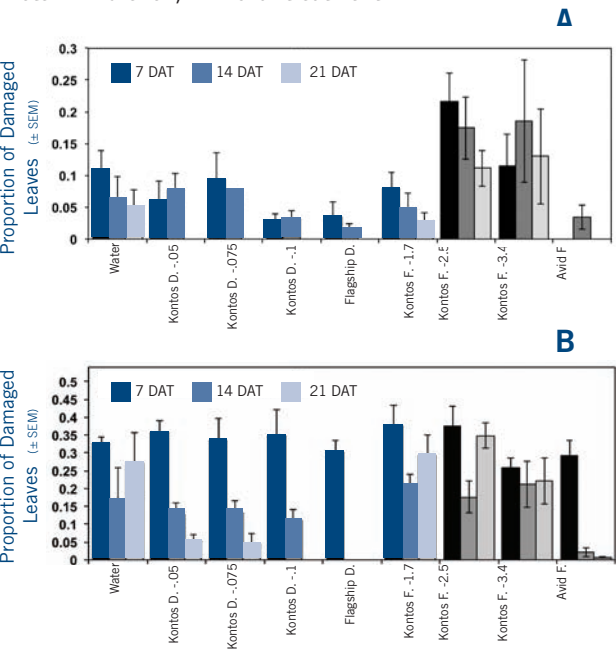 A
0.3
0.25
0.2
0.15
0.1
0.05
0
Proportion of Damaged
Leaves (± SEM)
7 DAT 14 DAT 21 DAT
Water
Kontos D. -.05
Kontos D. -.075
Kontos D. -.1
Flagship D.
Kontos F. -1.7
Kontos F. -2.5
Kontos F. -3.4
Avid F
B
0.5
0.45
0.4
0.35
0.3
0.25
0.2
0.15
0.1
0.05
0
Proportion of Damaged
Leaves (± SEM)
7 DAT 14 DAT 21 DAT
Water
Kontos D. -.05
Kontos D. -.075
Kontos D. -.1
Flagship D.
Kontos F. -1.7
Kontos F. -2.5
Kontos F. -3.4
Avid F.